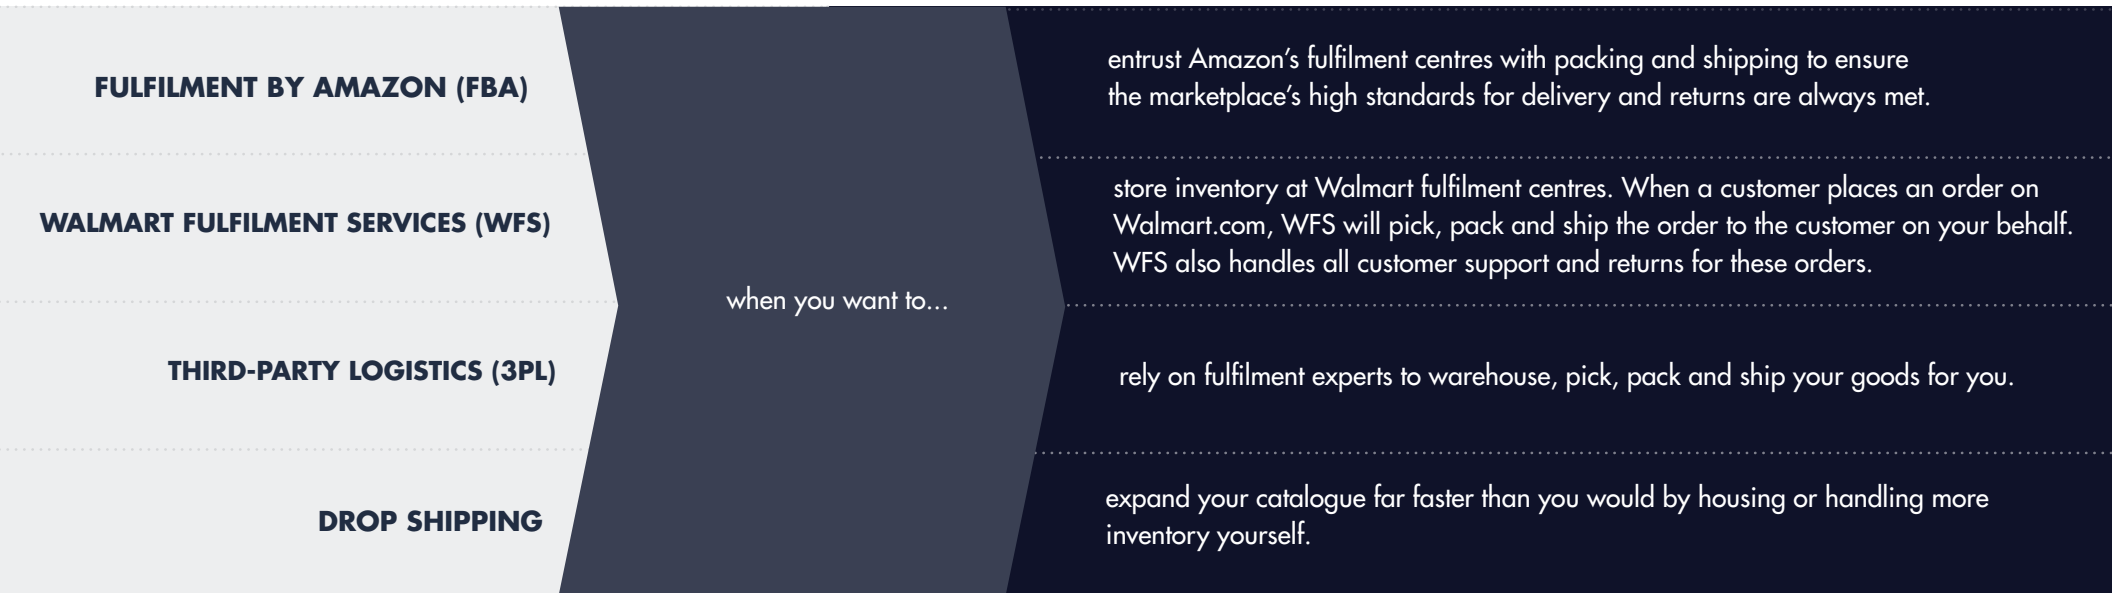 FULFILMENT BY AMAZON (FBA)
WALMART FULFILMENT SERVICES (WFS)
THIRD-PARTY LOGISTICS (3PL)
DROP SHIPPING
when you want to...
entrust Amazon’s fulfilment centres with packing and shipping to ensure
the marketplace’s high standards for delivery and returns are always met.
store inventory at Walmart fulfilment centres. When a customer places an order on
Walmart.com, WFS will pick, pack and ship the order to the customer on your behalf.
WFS also handles all customer support and returns for these orders.
rely on fulfilment experts to warehouse, pick, pack and ship your goods for you.
expand your catalogue far faster than you would by housing or handling more
inventory yourself.